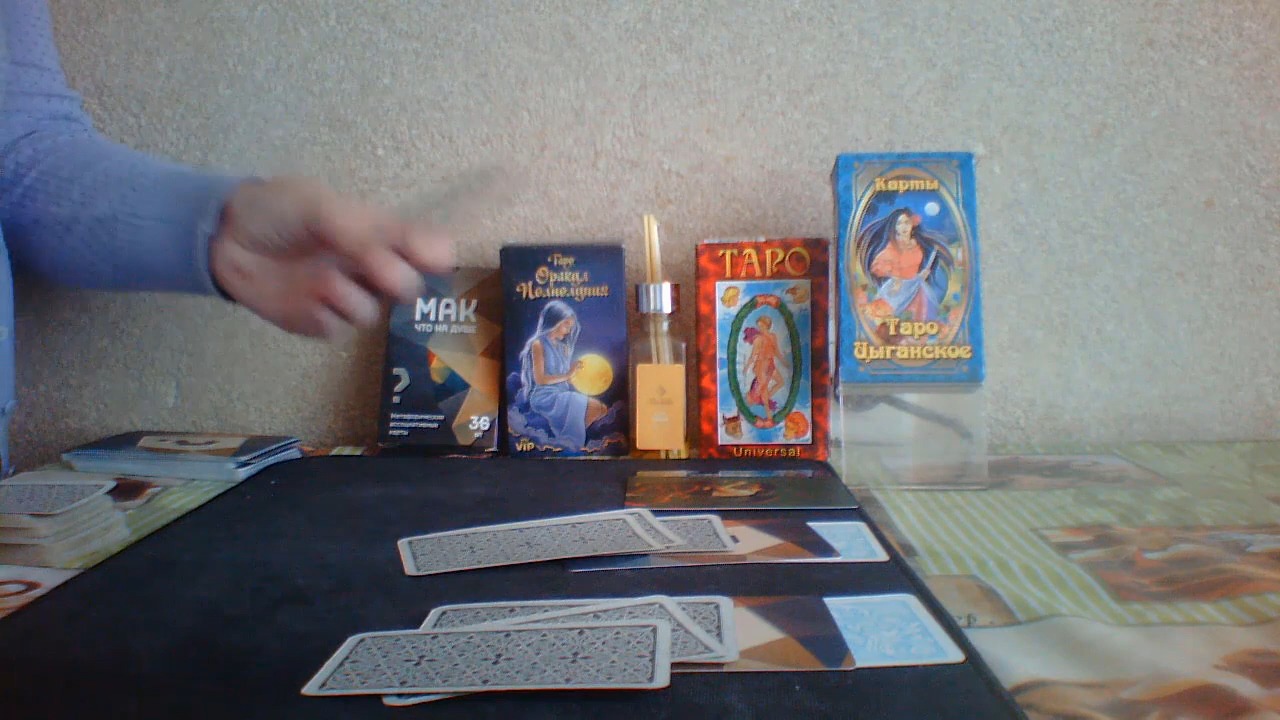 МАК
ЧТО НА ДУШЕ
Метафорические
ассоциативные
карты
36
Таро
Оракул
Полнолуния
VIP
ТАРО
Universal
Карты
Таро
Цыганское